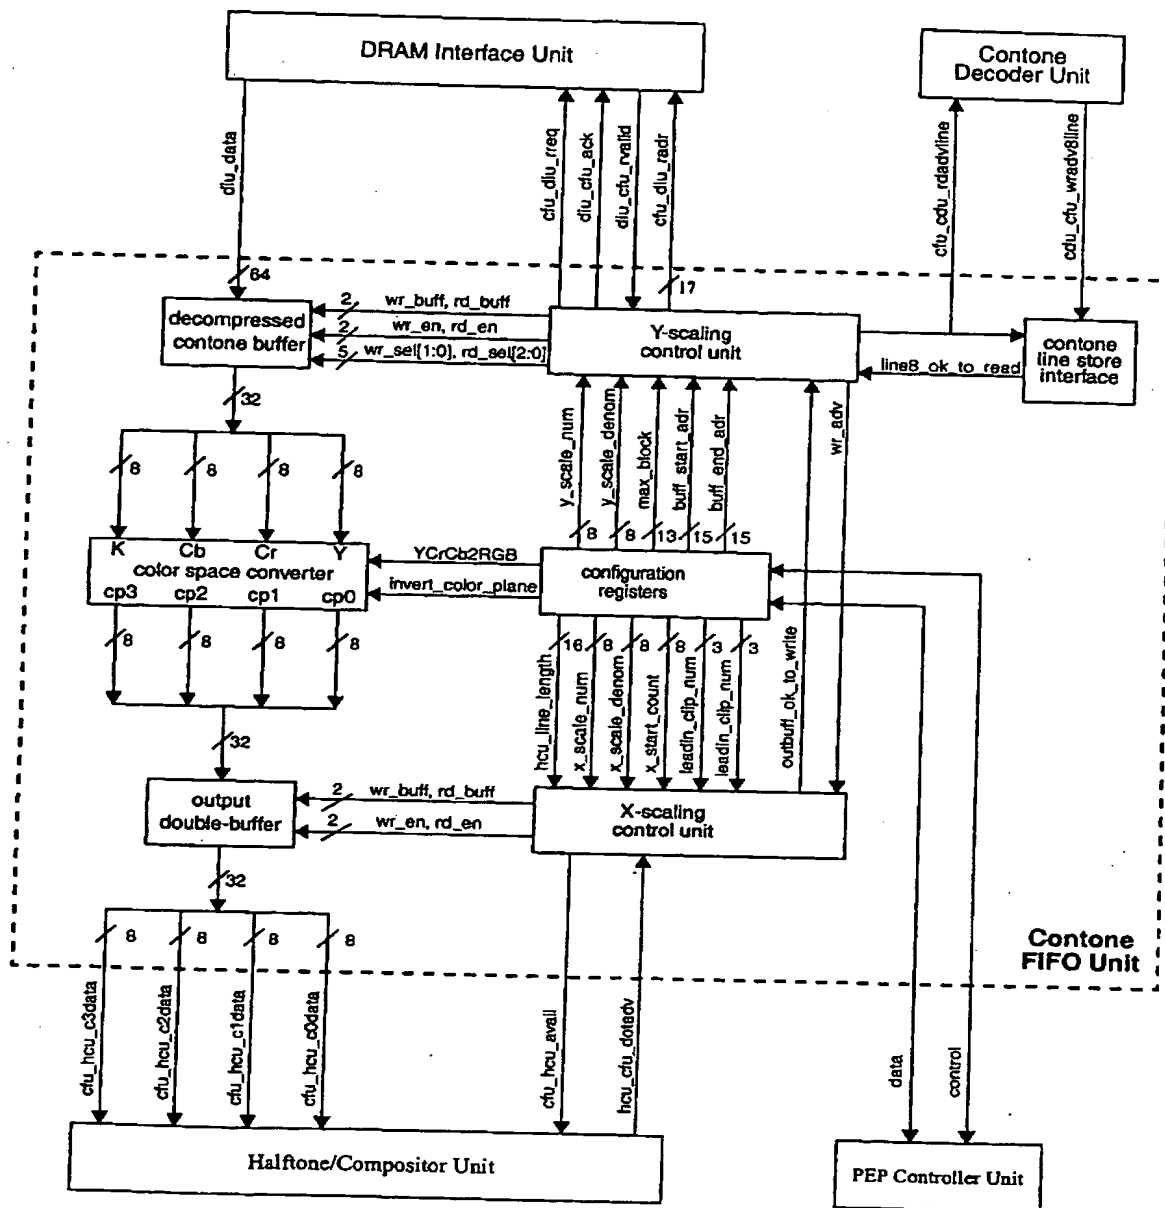 DRAM Interface Unit
Contone
Decoder Unit
diu_data
cfu_diu_rreq
diu_cfu_ack
diu_cfu_rvalid
cfu_diu_radr
cfu_cdu_rdadvline
cdu_cfu_wradv8line
64
17
decompressed
contone buffer
2
wr_buff, rd_buff
2
wr_en, rd_en
5
wr_sel[1:0], rd_sel[2:0]
Y-scaling
control unit
line8_ok_to_read
contone
line store
interface
32
8
8
8
8
y_scale_num
y_scale_denom
max_block
buff_start_adr
buff_end_adr
wr_adv
8
8
13
15
15
K
Cb
Cr
Y
color space converter
cp3
cp2
cp1
cp0
YCrCb2RGB
invert_color_plane
configuration
registers
8
8
8
8
16
8
8
8
3
3
hcu_line_length
x_scale_num
x_scale_denom
x_start_count
leadin_clip_num
leadin_clip_num
outbuff_ok_to_write
32
output
double-buffer
2
wr_buff, rd_buff
2
wr_en, rd_en
X-scaling
control unit
32
8
8
8
8
Contone
FIFO Unit
cfu_hcu_c3data
cfu_hcu_c2data
cfu_hcu_c1data
cfu_hcu_c0data
cfu_hcu_avail
hcu_cfu_dotadv
data
control
Halftone/Compositor Unit
PEP Controller Unit